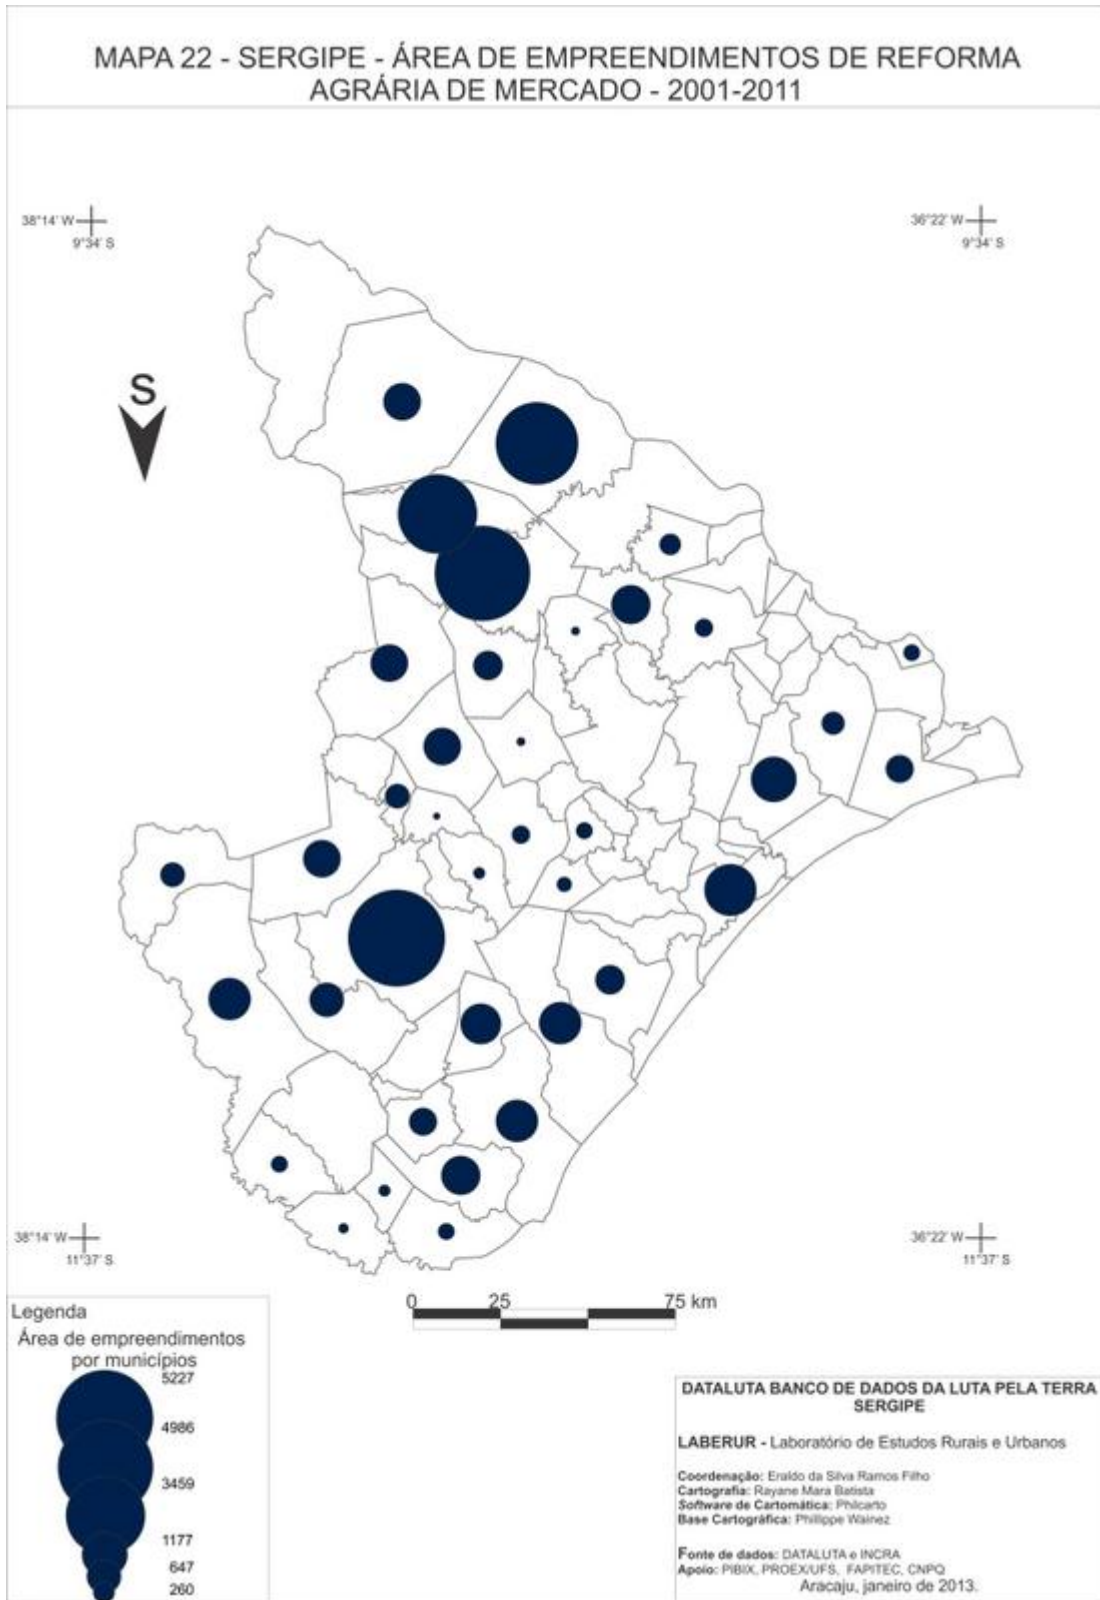 MAPA 22 - SERGIPE - ÁREA DE EMPREENDIMENTOS DE REFORMA
AGRÁRIA DE MERCADO - 2001-2011
38°14' W
9°34' S
36°22' W
9°34' S
S
38°14' W
11°37' S
36°22' W
11°37' S
0 25 75 km
Legenda
Área de empreendimentos
por municípios
5227
4986
3459
1177
647
260
DATALUTA BANCO DE DADOS DA LUTA PELA TERRA
SERGIPE
LABERUR - Laboratório de Estudos Rurais e Urbanos
Coordenação: Eraldo da Silva Ramos Filho
Cartografia: Rayane Mara Batista
Software de Cartomática: Philcarto
Base Cartográfica: Phillippe Wainez
Fonte de dados: DATALUTA e INCRA
Apoio: PIBIX, PROEX/UFS, FAPITEC, CNPQ
Aracaju, janeiro de 2013.